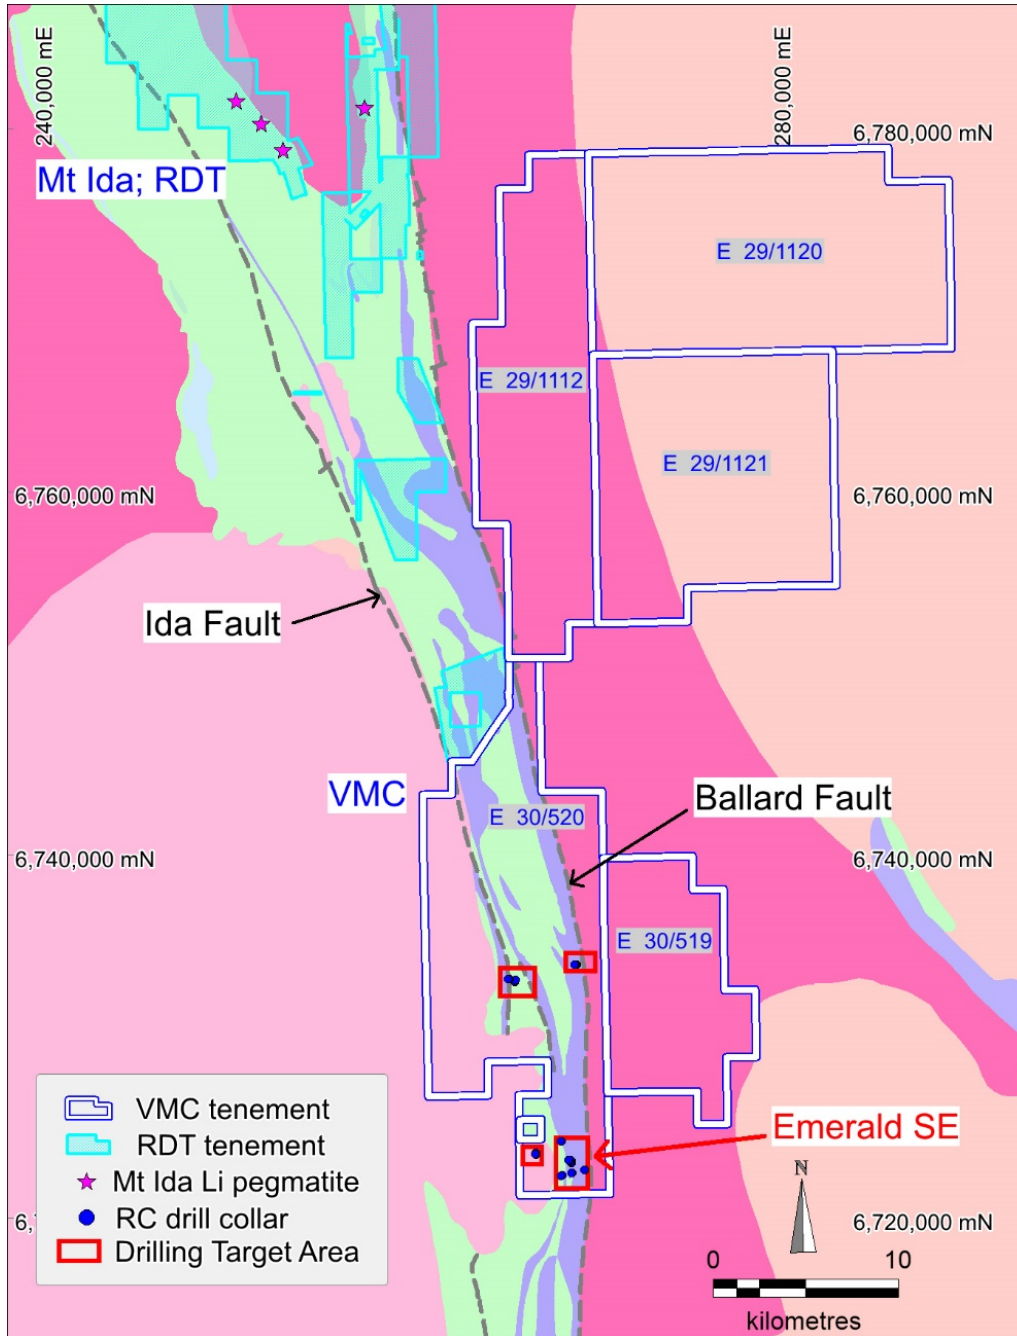 240,000 mE
280,000 mE
6,780,000 mN
Mt Ida; RDT
E 29/1120
E 29/1112
E 29/1121
6,760,000 mN
6,760,000 mN
Ida Fault
VMC
Ballard Fault
E 30/520
6,740,000 mN
6,740,000 mN
E 30/519
VMC tenement
RDT tenement
Mt Ida Li pegmatite
RC drill collar
Drilling Target Area
Emerald SE
N
6,720,000 mN
0 10
kilometres